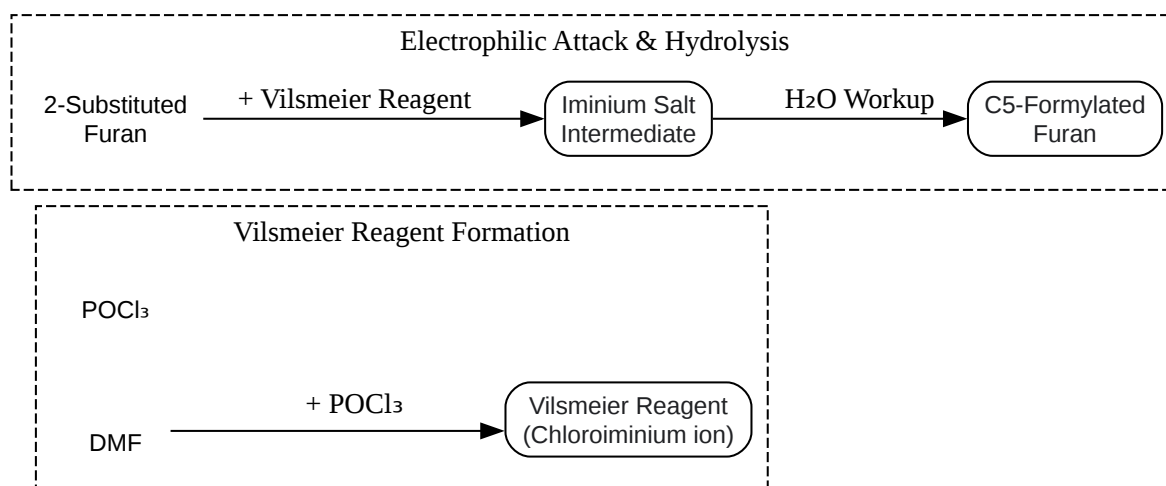 Electrophilic Attack & Hydrolysis
2-Substituted
Furan
+ Vilsmeier Reagent
Iminium Salt
Intermediate
H₂O Workup
C5-Formylated
Furan
Vilsmeier Reagent Formation
POCl₃
DMF
+ POCl₃
Vilsmeier Reagent
(Chloroiminium ion)